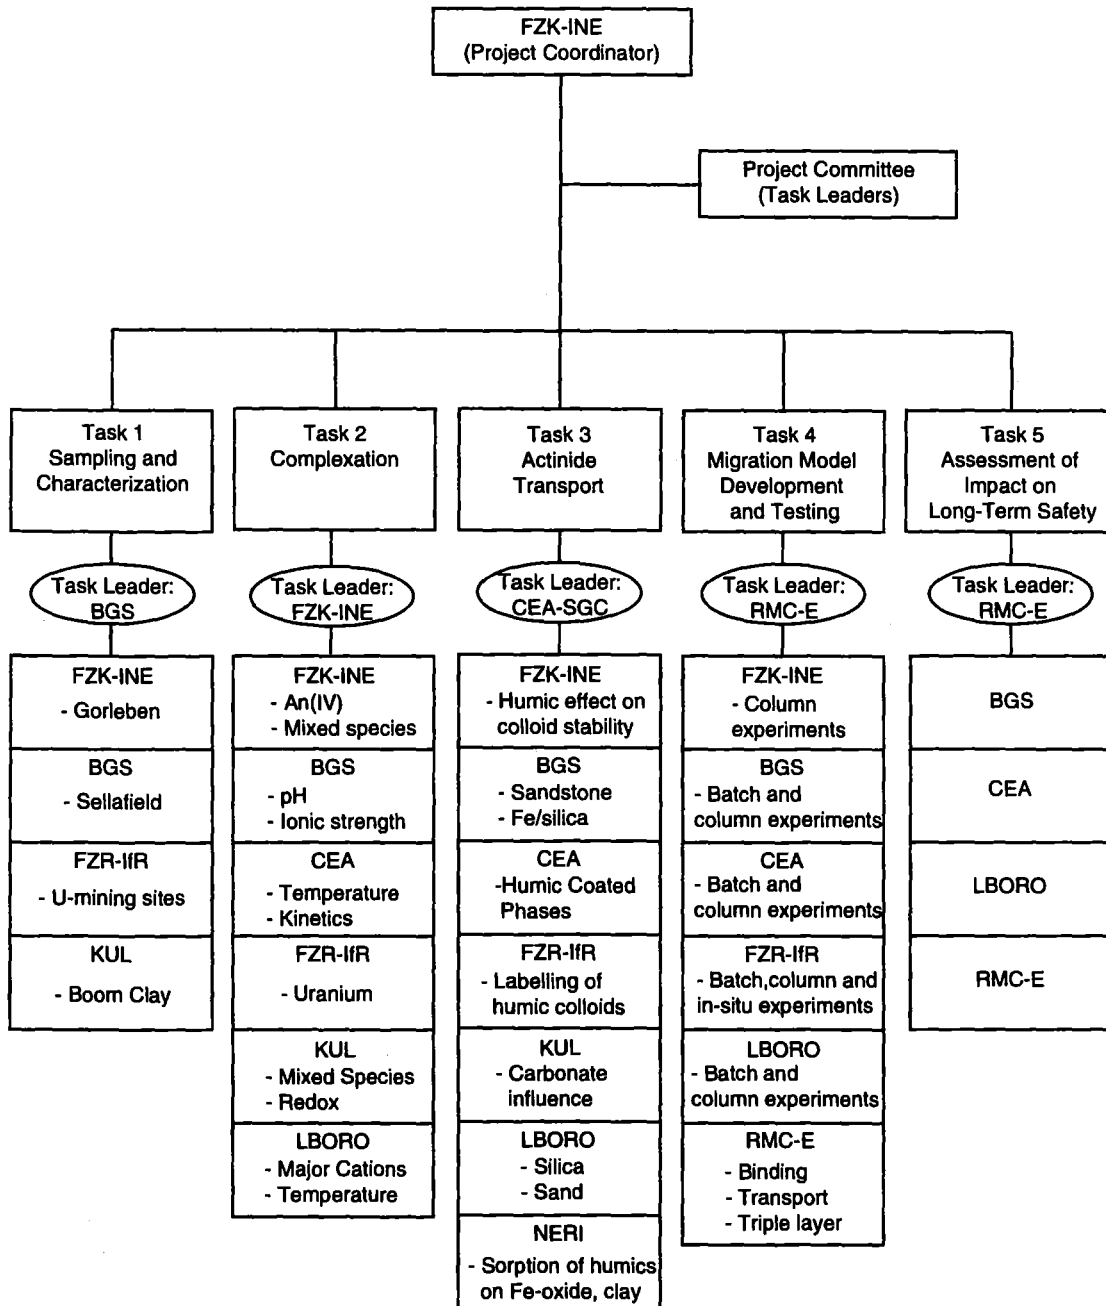 FZK-INE
(Project Coordinator)
Project Committee
(Task Leaders)
Task 1
Sampling and
Characterization
Task Leader:
BGS
FZK-INE
- Gorleben
BGS
- Sellafield
FZR-IfR
- U-mining sites
KUL
- Boom Clay
Task 2
Complexation
Task Leader:
FZK-INE
FZK-INE
- An(IV)
- Mixed species
BGS
- pH
- Ionic strength
CEA
- Temperature
- Kinetics
FZR-IfR
- Uranium
KUL
- Mixed Species
- Redox
LBORO
- Major Cations
- Temperature
Task 3
Actinide
Transport
Task Leader:
CEA-SGC
FZK-INE
- Humic effect on
colloid stability
BGS
- Sandstone
- Fe/silica
CEA
-Humic Coated
Phases
FZR-IfR
- Labelling of
humic colloids
KUL
- Carbonate
influence
LBORO
- Silica
- Sand
NERI
- Sorption of humics
on Fe-oxide, clay
Task 4
Migration Model
Development
and Testing
Task Leader:
RMC-E
FZK-INE
- Column
experiments
BGS
- Batch and
column experiments
CEA
- Batch and
column experiments
FZR-IfR
- Batch,column and
in-situ experiments
LBORO
- Batch and
column experiments
RMC-E
- Binding
- Transport
- Triple layer
Task 5
Assessment of
Impact on
Long-Term Safety
Task Leader:
RMC-E
BGS
CEA
LBORO
RMC-E